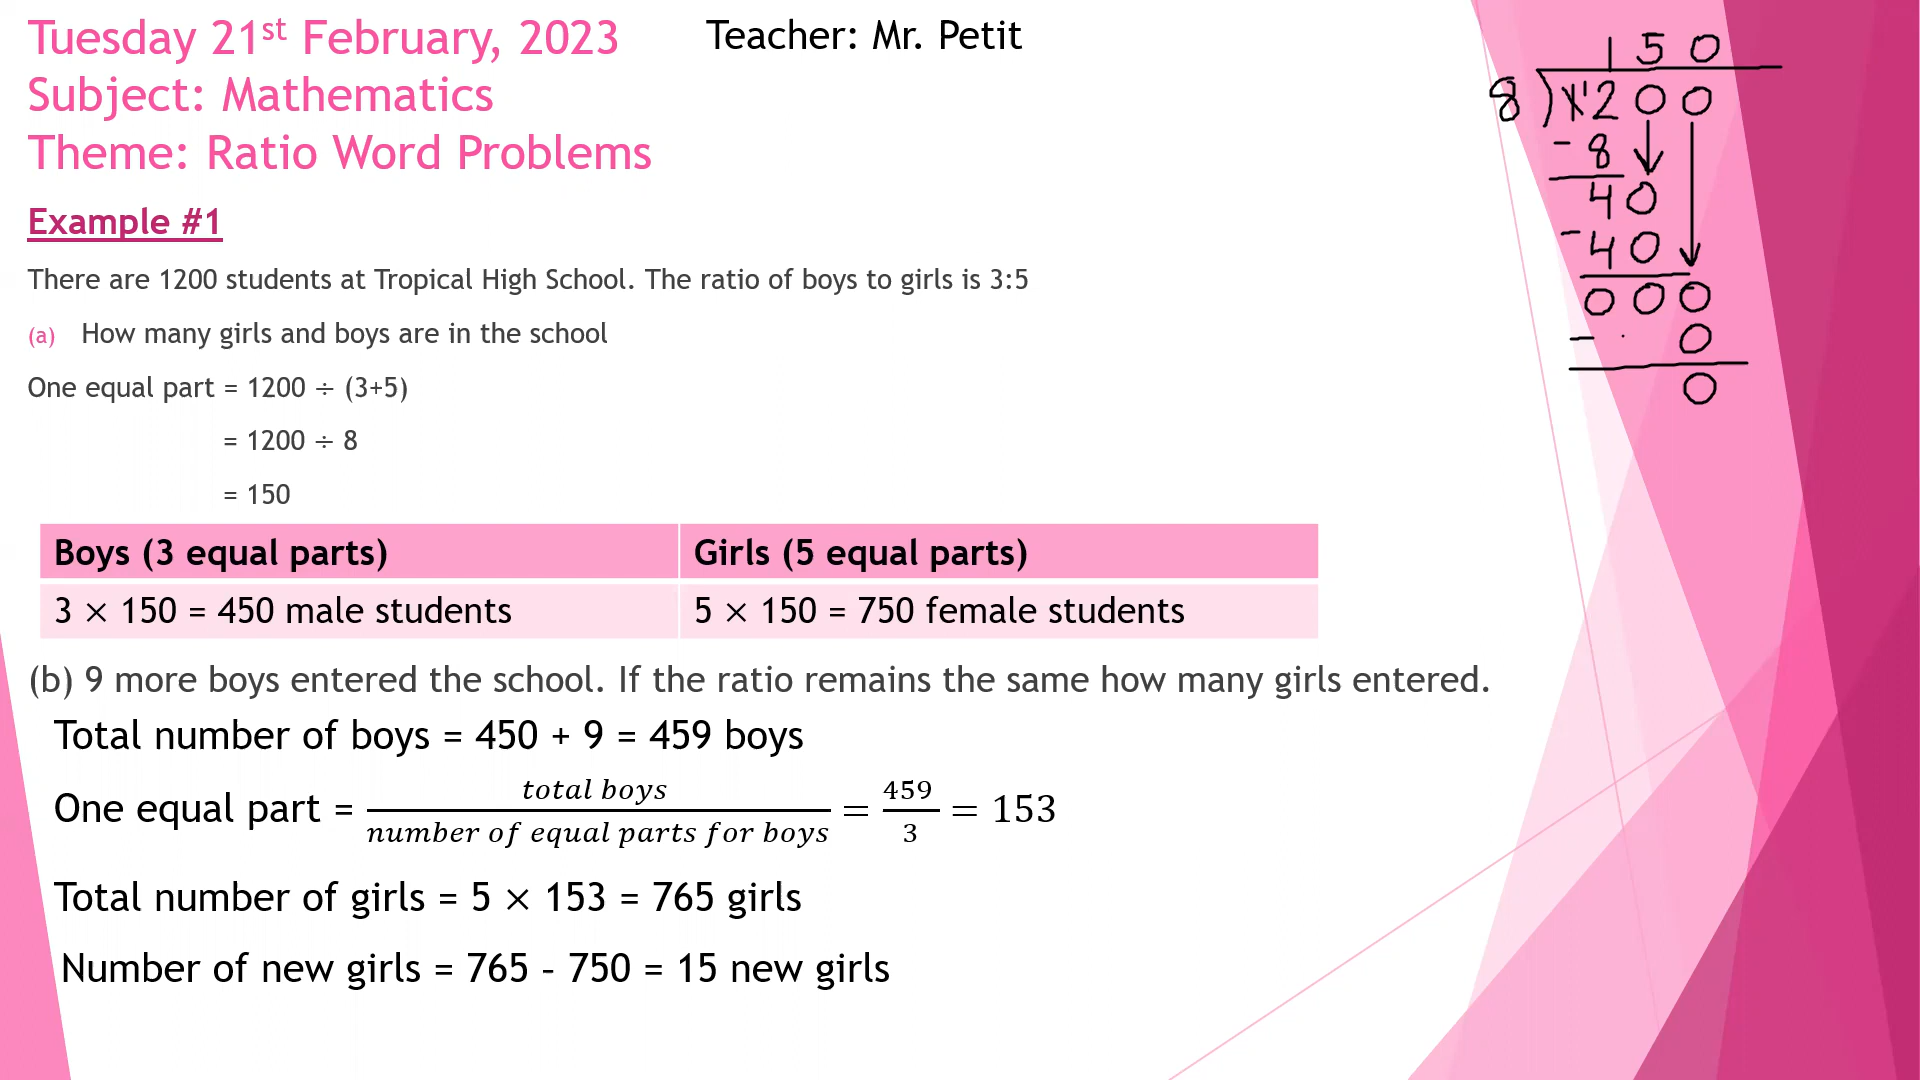 Tuesday 21st February, 2023
Teacher: Mr. Petit
Subject: Mathematics
Theme: Ratio Word Problems
Example #1
There are 1200 students at Tropical High School. The ratio of boys to girls is 3:5
(a) How many girls and boys are in the school
One equal part = 1200 ÷ (3+5)
= 1200 ÷ 8
= 150
Boys (3 equal parts) Girls (5 equal parts)
3 × 150 = 450 male students 5 × 150 = 750 female students
(b) 9 more boys entered the school. If the ratio remains the same how many girls entered.
Total number of boys = 450 + 9 = 459 boys
One equal part = total boys / number of equal parts for boys = 459/3 = 153
Total number of girls = 5 × 153 = 765 girls
Number of new girls = 765 – 750 = 15 new girls
150
8)1'200
- 8
40
- 40
000
- 0
0